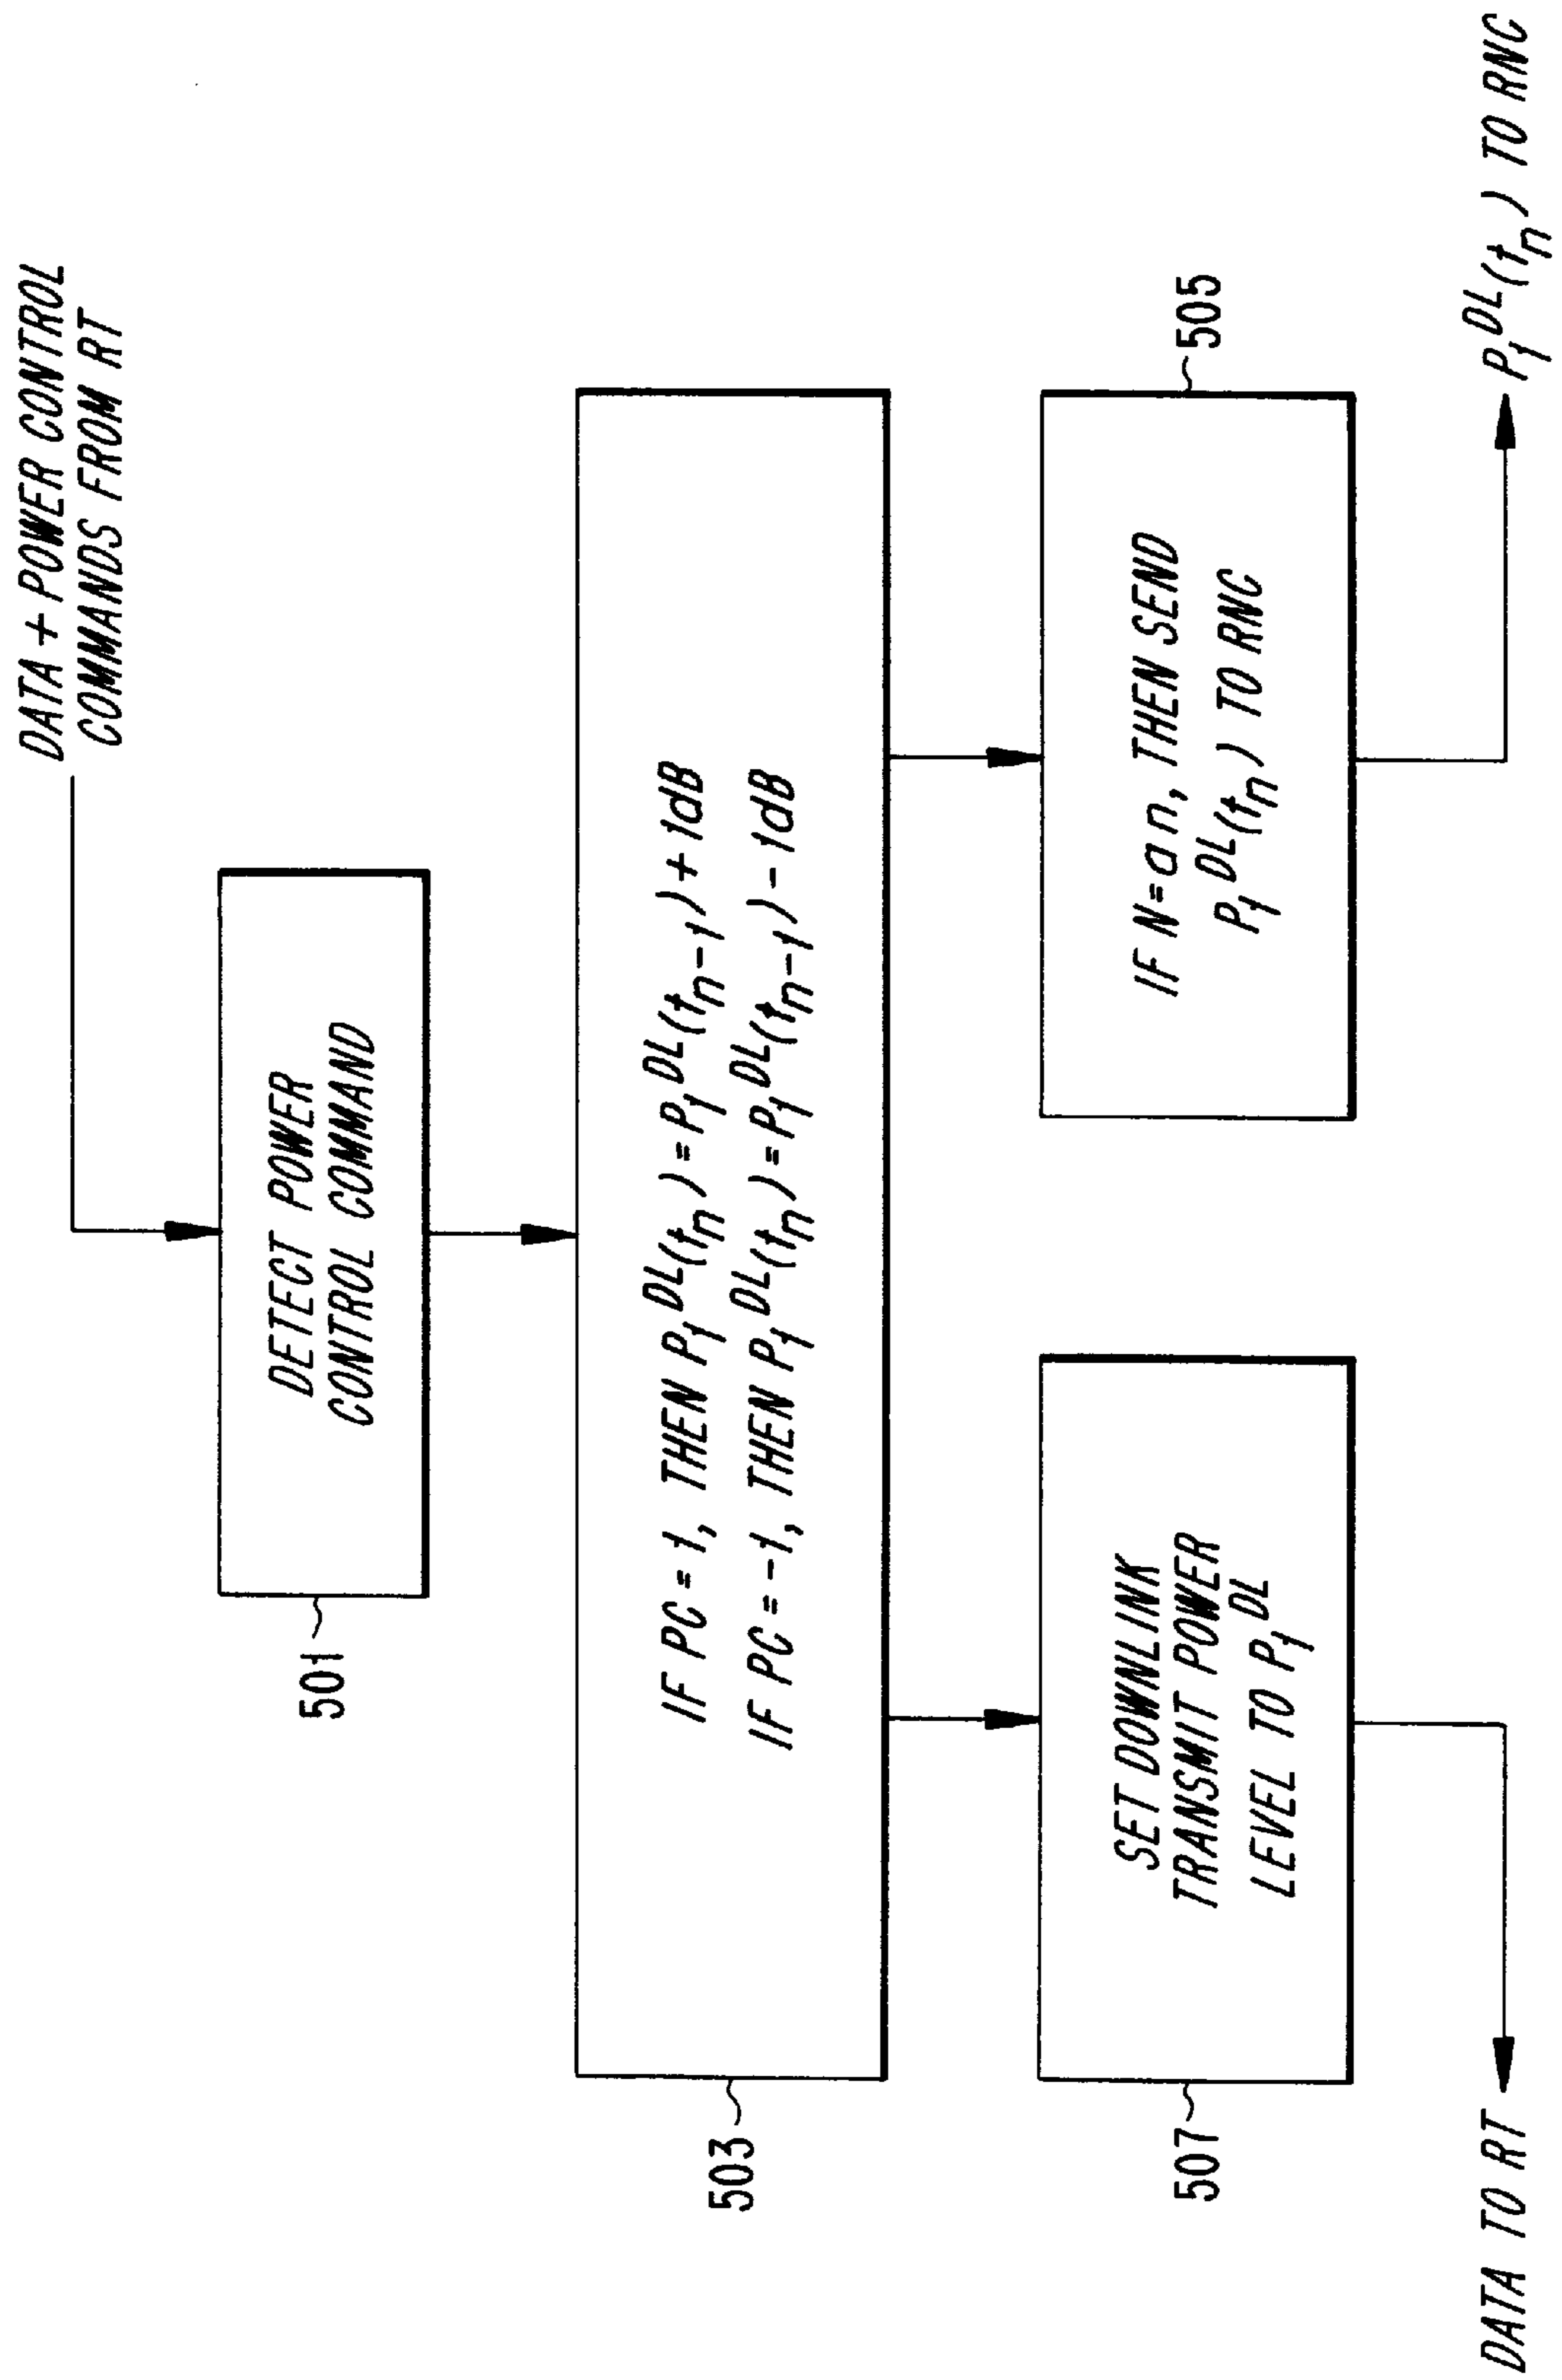 DATA + POWER CONTROL
COMMANDS FROM RT
DETECT POWER
CONTROL COMMAND
501
IF PC = 1, THEN P₁ᴰᴸ(tₙ) = P₁ᴰᴸ(tₙ₋₁) + 1dB
IF PC = -1, THEN P₁ᴰᴸ(tₙ) = P₁ᴰᴸ(tₙ₋₁) - 1dB
503
SET DOWNLINK
TRANSMIT POWER
LEVEL TO P₁ᴰᴸ
507
IF N = an, THEN SEND
P₁ᴰᴸ(tₙ) TO RNC
505
DATA TO RT
P₁ᴰᴸ(tₙ) TO RNC